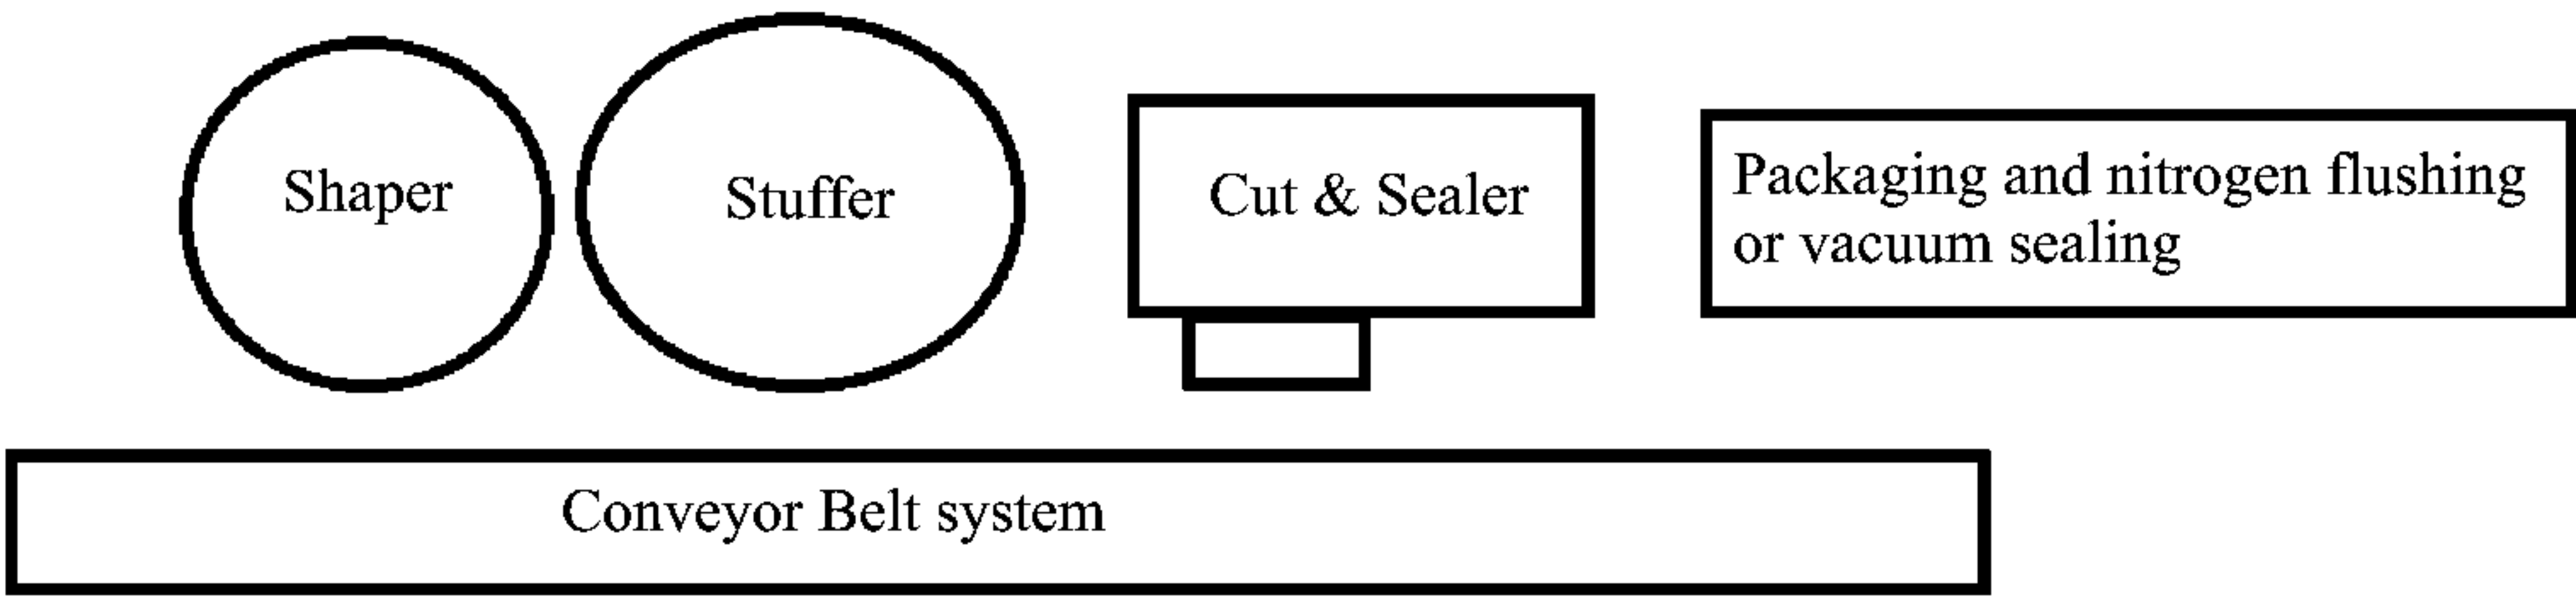 Shaper
Stuffer
Cut & Sealer
Packaging and nitrogen flushing
or vacuum sealing
Conveyor Belt system